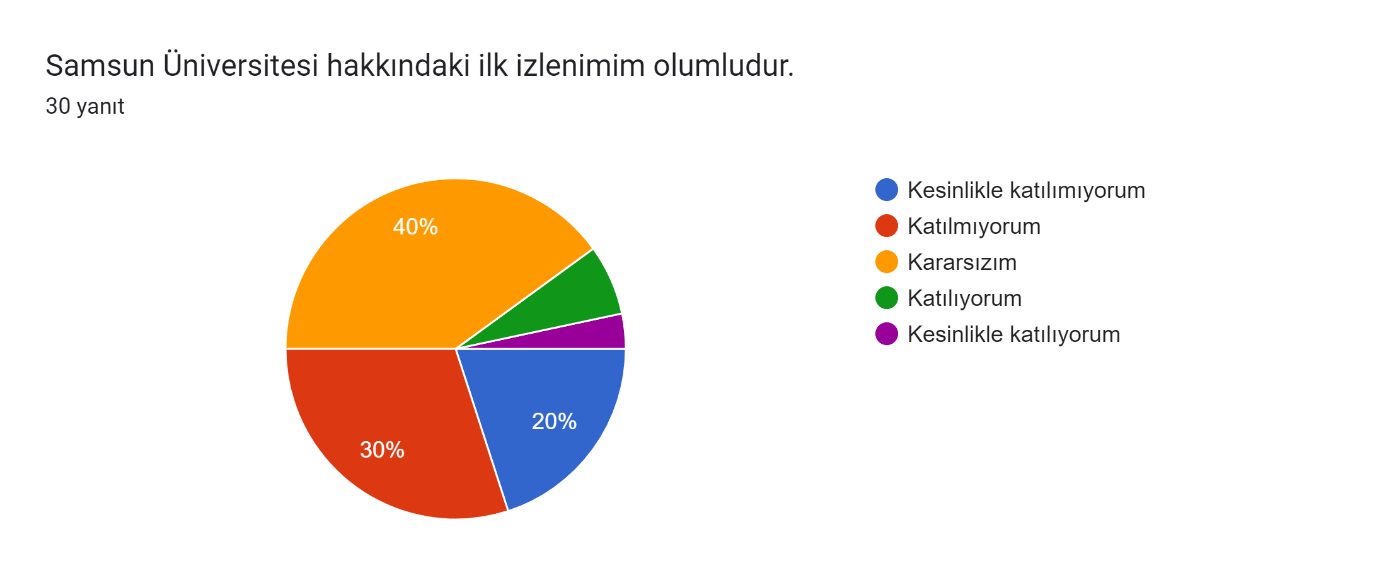 Samsun Üniversitesi hakkındaki ilk izlenimim olumludur.
30 yanıt
40%
30%
20%
Kesinlikle katılımıyorum
Katılmıyorum
Kararsızım
Katılıyorum
Kesinlikle katılıyorum